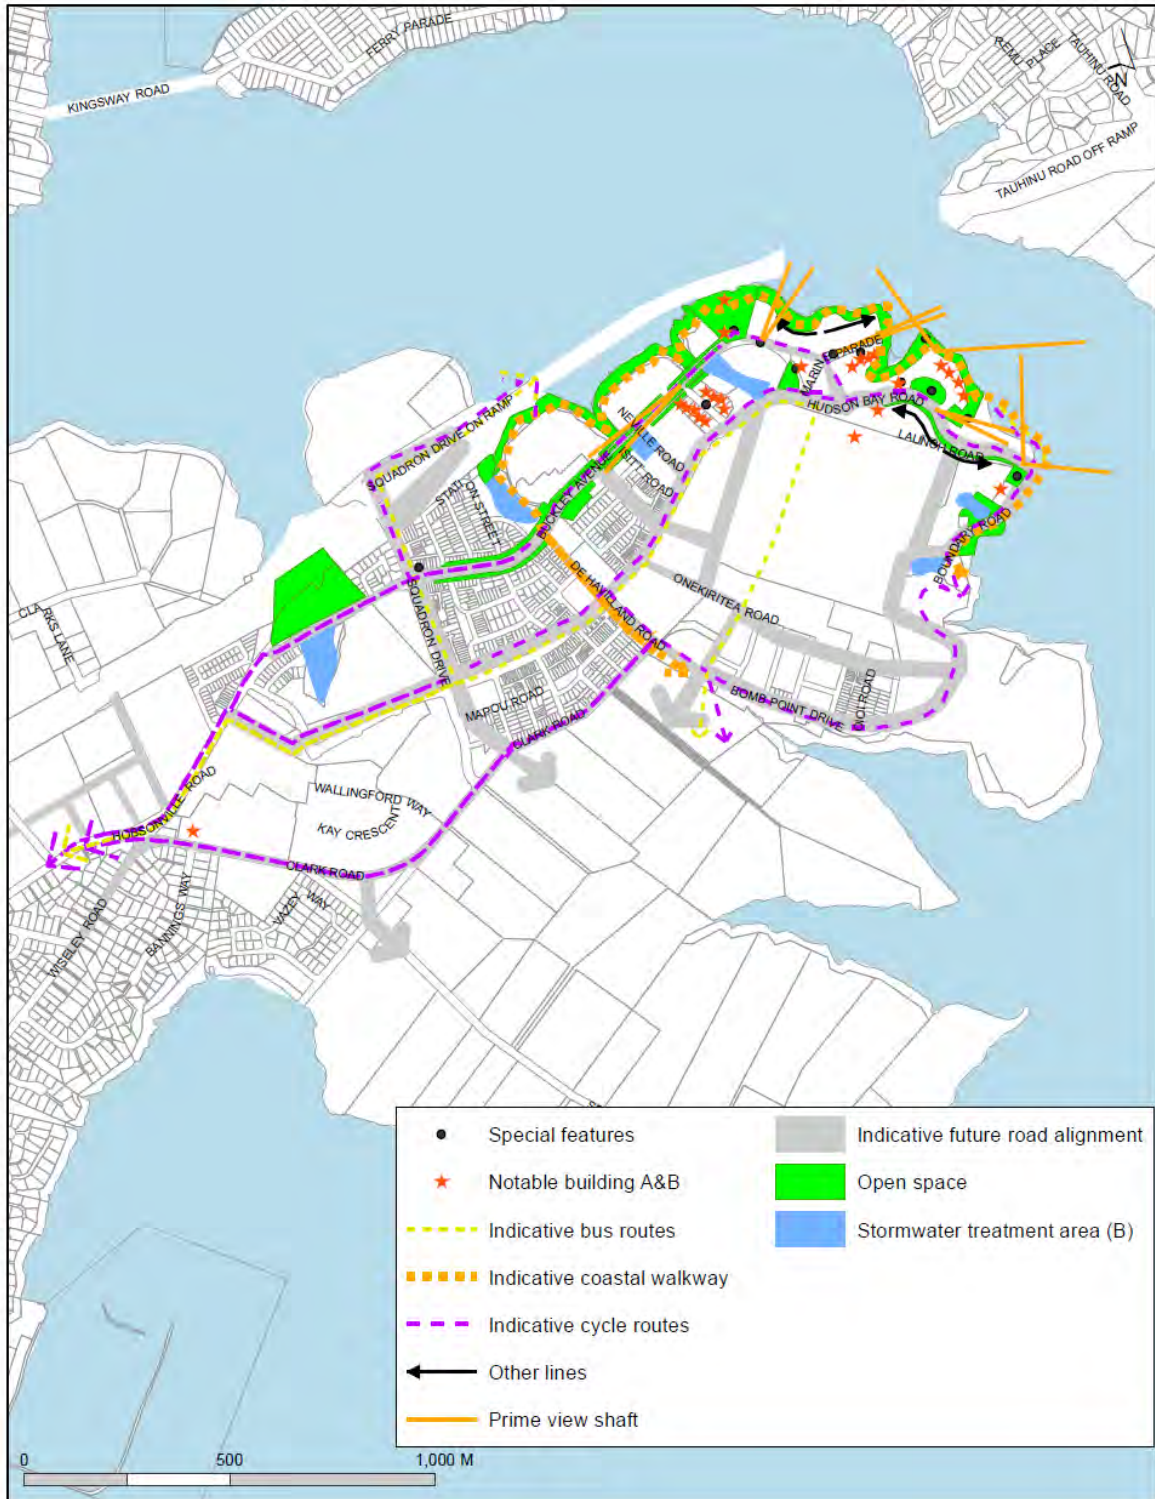 FERRY PARADE
KINGSWAY ROAD
REMU PLACE
TAUHINU ROAD
N
TAUHINU ROAD OFF RAMP
MARINE PARADE
HUDSON BAY ROAD
LAUNCH ROAD
SQUADRON DRIVE ON RAMP
NEVILLE ROAD
STATION STREET
BUCKLEY AVENUE
BOUNDARY ROAD
DE HAVILLAND ROAD
ONEKIRITEA ROAD
CLARKS LANE
SQUADRON DRIVE
MAPOU ROAD
BOMB POINT DRIVE
CLARK ROAD
WALLINGFORD WAY
KAY CRESCENT
HOBSONVILLE ROAD
CLARK ROAD
VAZEY WAY
BANNINGS WAY
WISELEY ROAD
Special features
Notable building A&B
Indicative bus routes
Indicative coastal walkway
Indicative cycle routes
Other lines
Prime view shaft
Indicative future road alignment
Open space
Stormwater treatment area (B)
0 500 1,000 M